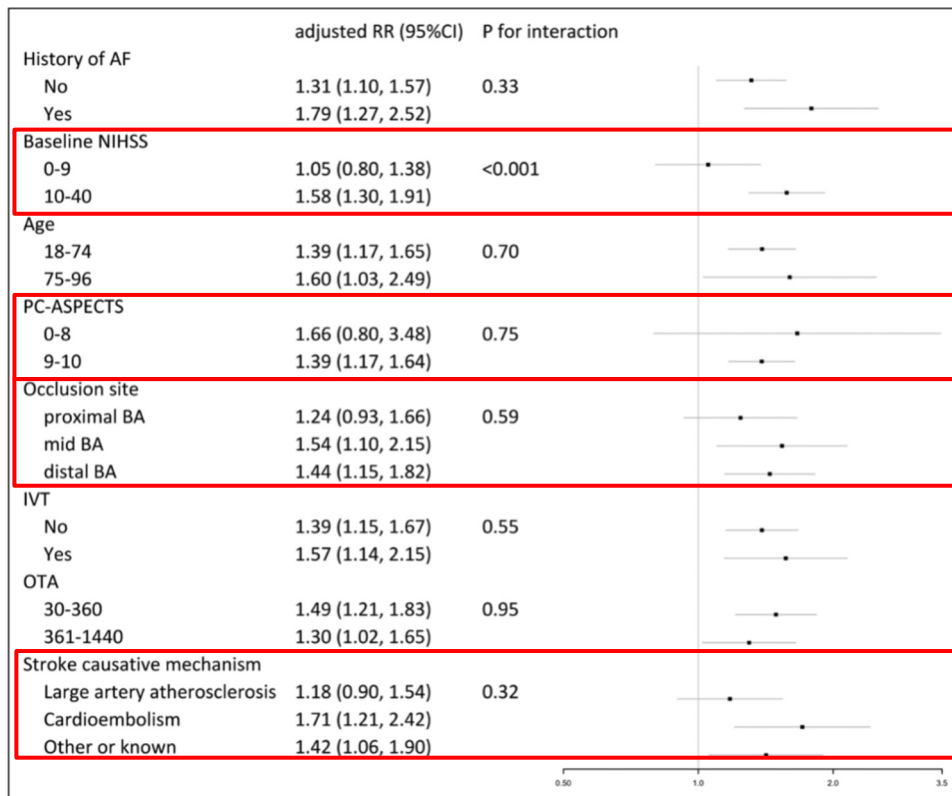 adjusted RR (95%CI) P for interaction
History of AF
No 1.31 (1.10, 1.57) 0.33
Yes 1.79 (1.27, 2.52)
Baseline NIHSS
0-9 1.05 (0.80, 1.38) <0.001
10-40 1.58 (1.30, 1.91)
Age
18-74 1.39 (1.17, 1.65) 0.70
75-96 1.60 (1.03, 2.49)
PC-ASPECTS
0-8 1.66 (0.80, 3.48) 0.75
9-10 1.39 (1.17, 1.64)
Occlusion site
proximal BA 1.24 (0.93, 1.66) 0.59
mid BA 1.54 (1.10, 2.15)
distal BA 1.44 (1.15, 1.82)
IVT
No 1.39 (1.15, 1.67) 0.55
Yes 1.57 (1.14, 2.15)
OTA
30-360 1.49 (1.21, 1.83) 0.95
361-1440 1.30 (1.02, 1.65)
Stroke causative mechanism
Large artery atherosclerosis 1.18 (0.90, 1.54) 0.32
Cardioembolism 1.71 (1.21, 2.42)
Other or known 1.42 (1.06, 1.90)
0.50 1.0 2.0 3.5